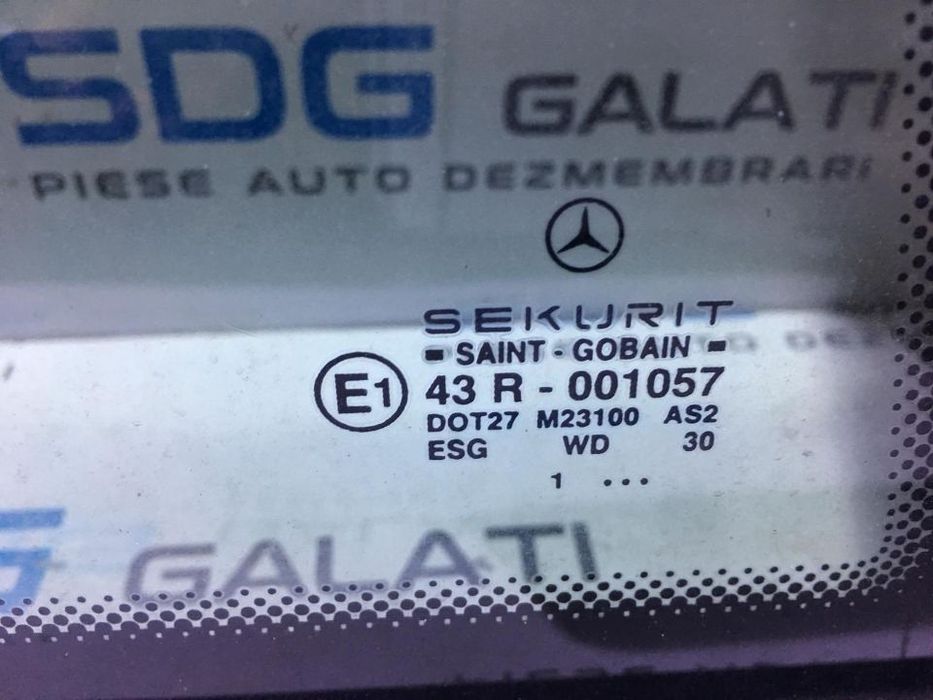 SDG GALATI
PIESE AUTO DEZMEMBRARI
SEKURIT
SAINT - GOBAIN
E1 43 R - 001057
DOT27 M23100 AS2
ESG WD 30
1 ...
GALATI